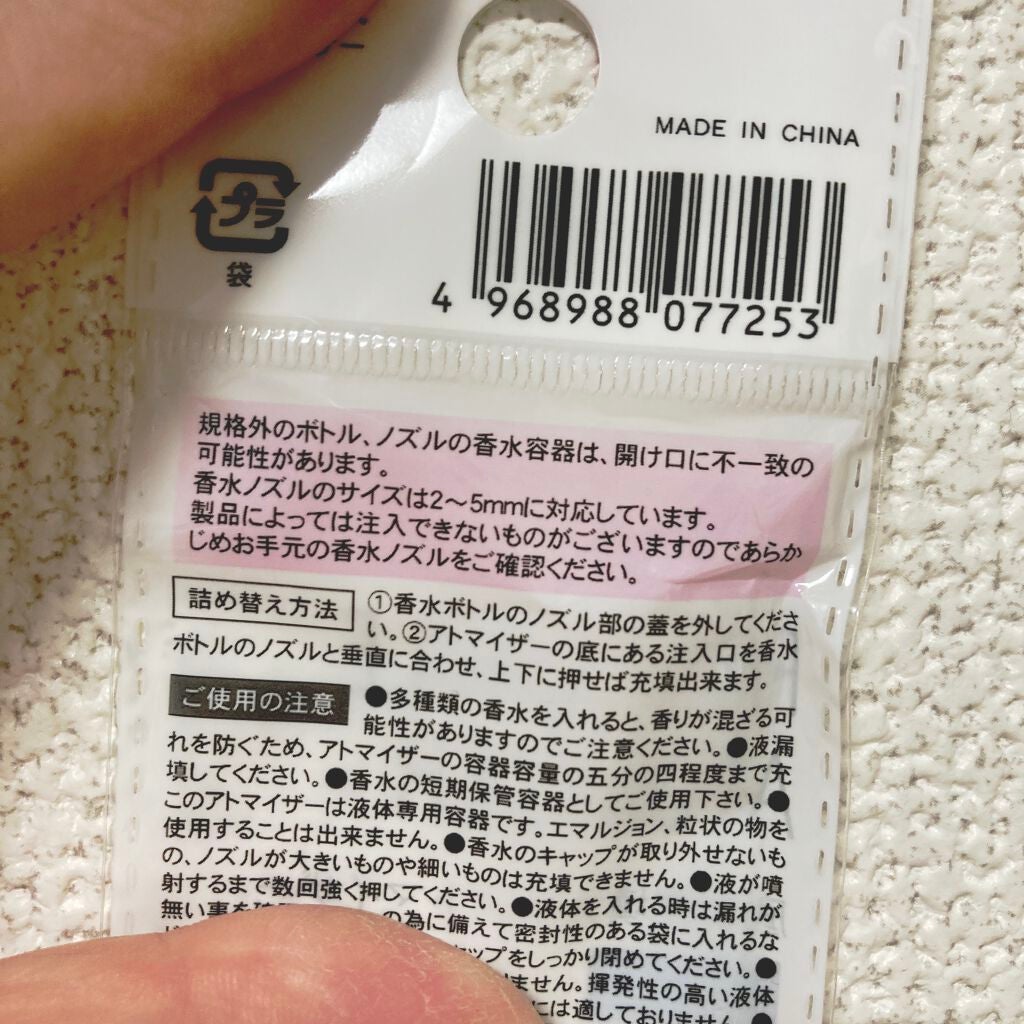 MADE IN CHINA
プラ
袋
4 968988 077253
規格外のボトル、ノズルの香水容器は、開け口に不一致の
可能性があります。
香水ノズルのサイズは2〜5mmに対応しています。
製品によっては注入できないものがございますのであらか
じめお手元の香水ノズルをご確認ください。
詰め替え方法 ①香水ボトルのノズル部の蓋を外してくださ
い。②アトマイザーの底にある注入口を香水
ボトルのノズルと垂直に合わせ、上下に押せば充填出来ます。
ご使用の注意 ●多種類の香水を入れると、香りが混ざる可
能性がありますのでご注意ください。●液漏
れを防ぐため、アトマイザーの容器容量の五分の四程度まで充
填してください。●香水の短期保管容器としてご使用下さい。●
このアトマイザーは液体専用容器です。エマルジョン、粒状の物を
使用することは出来ません。●香水のキャップが取り外せないも
の、ノズルが大きいものや細いものは充填できません。●液が噴
射するまで数回強く押してください。●液体を入れる時は漏れが
無い事を の為に備えて密封性のある袋に入れるな
ップをしっかり閉めてください。●
ません。揮発性の高い液体
には適しておりません。●